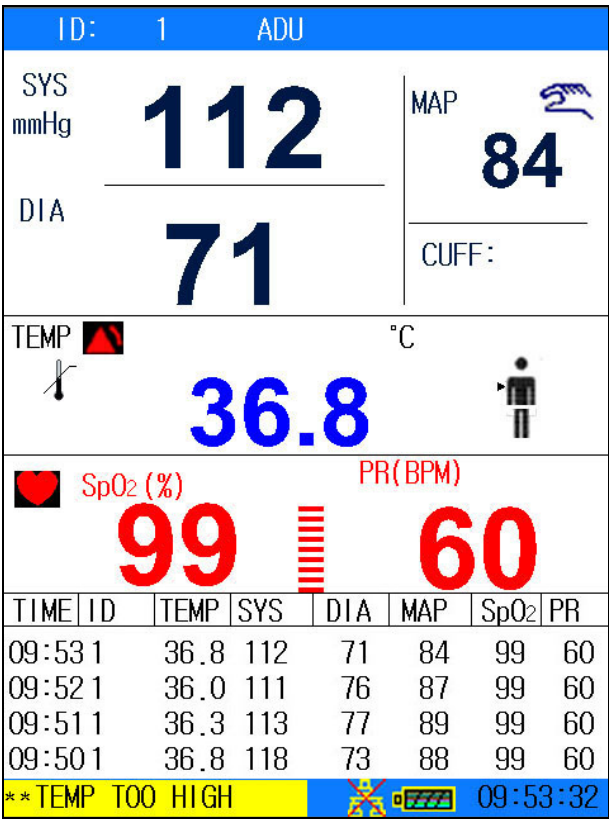 ID: 1 ADU
SYS
mmHg
112
MAP
84
DIA
71
CUFF:
TEMP
°C
36.8
SpO2(%)
PR(BPM)
99
60
TIME ID TEMP SYS DIA MAP SpO2 PR
09:53 1 36.8 112 71 84 99 60
09:52 1 36.0 111 76 87 99 60
09:51 1 36.3 113 77 89 99 60
09:50 1 36.8 118 73 88 99 60
**TEMP TOO HIGH 09:53:32